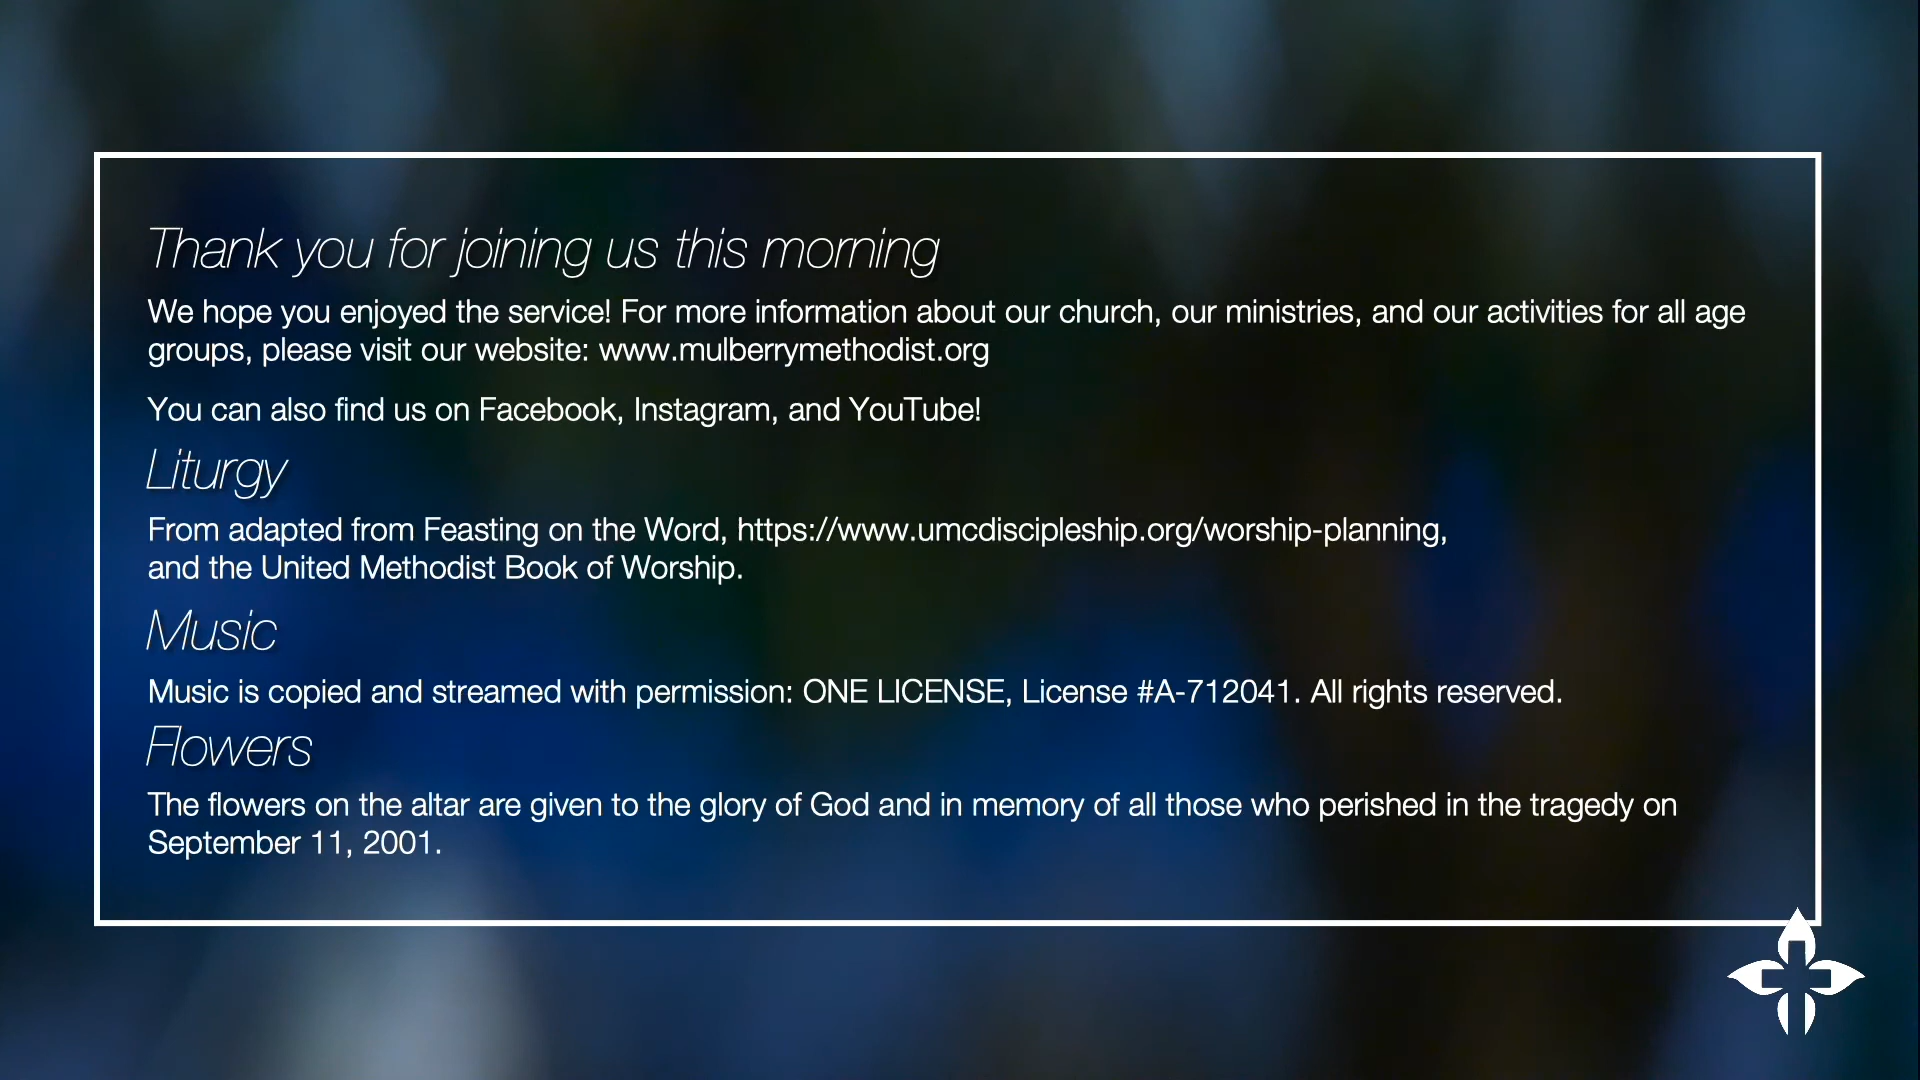 Thank you for joining us this morning
We hope you enjoyed the service! For more information about our church, our ministries, and our activities for all age
groups, please visit our website: www.mulberrymethodist.org
You can also find us on Facebook, Instagram, and YouTube!
Liturgy
From adapted from Feasting on the Word, https://www.umcdiscipleship.org/worship-planning,
and the United Methodist Book of Worship.
Music
Music is copied and streamed with permission: ONE LICENSE, License #A-712041. All rights reserved.
Flowers
The flowers on the altar are given to the glory of God and in memory of all those who perished in the tragedy on
September 11, 2001.